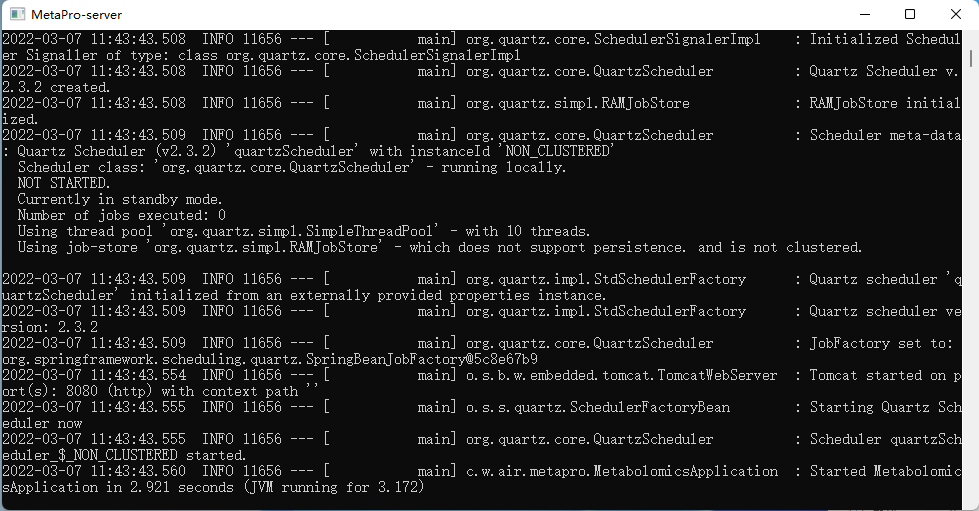 MetaPro-server
2022-03-07 11:43:43.508  INFO 11656 --- [           main] org.quartz.core.SchedulerSignalerImpl    : Initialized Schedul
er Signaller of type: class org.quartz.core.SchedulerSignalerImpl
2022-03-07 11:43:43.508  INFO 11656 --- [           main] org.quartz.core.QuartzScheduler          : Quartz Scheduler v.
2.3.2 created.
2022-03-07 11:43:43.508  INFO 11656 --- [           main] org.quartz.simpl.RAMJobStore             : RAMJobStore initial
ized.
2022-03-07 11:43:43.509  INFO 11656 --- [           main] org.quartz.core.QuartzScheduler          : Scheduler meta-data
: Quartz Scheduler (v2.3.2) 'quartzScheduler' with instanceId 'NON_CLUSTERED'
  Scheduler class: 'org.quartz.core.QuartzScheduler' - running locally.
  NOT STARTED.
  Currently in standby mode.
  Number of jobs executed: 0
  Using thread pool 'org.quartz.simpl.SimpleThreadPool' - with 10 threads.
  Using job-store 'org.quartz.simpl.RAMJobStore' - which does not support persistence. and is not clustered.
2022-03-07 11:43:43.509  INFO 11656 --- [           main] org.quartz.impl.StdSchedulerFactory      : Quartz scheduler 'q
uartzScheduler' initialized from an externally provided properties instance.
2022-03-07 11:43:43.509  INFO 11656 --- [           main] org.quartz.impl.StdSchedulerFactory      : Quartz scheduler ve
rsion: 2.3.2
2022-03-07 11:43:43.509  INFO 11656 --- [           main] org.quartz.core.QuartzScheduler          : JobFactory set to:
org.springframework.scheduling.quartz.SpringBeanJobFactory@5c8e67b9
2022-03-07 11:43:43.554  INFO 11656 --- [           main] o.s.b.w.embedded.tomcat.TomcatWebServer  : Tomcat started on p
ort(s): 8080 (http) with context path ''
2022-03-07 11:43:43.555  INFO 11656 --- [           main] o.s.s.quartz.SchedulerFactoryBean        : Starting Quartz Sch
eduler now
2022-03-07 11:43:43.555  INFO 11656 --- [           main] org.quartz.core.QuartzScheduler          : Scheduler quartzSch
eduler_$_NON_CLUSTERED started.
2022-03-07 11:43:43.560  INFO 11656 --- [           main] c.w.air.metapro.MetabolomicsApplication  : Started Metabolomic
sApplication in 2.921 seconds (JVM running for 3.172)